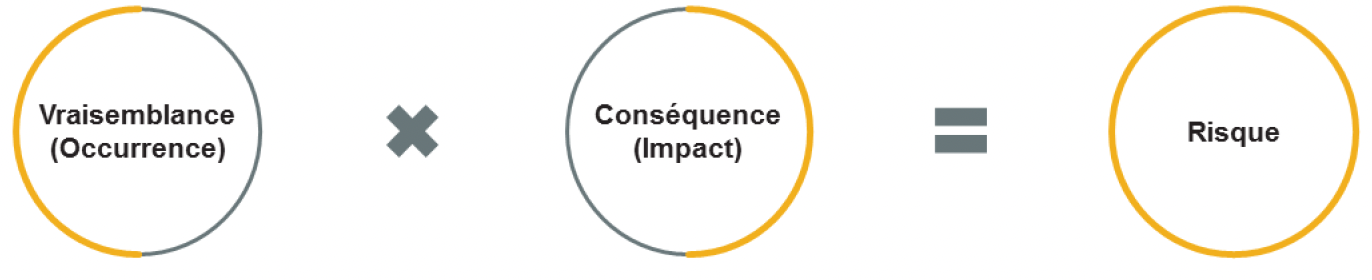 Vraisemblance
(Occurrence)
Conséquence
(Impact)
Risque